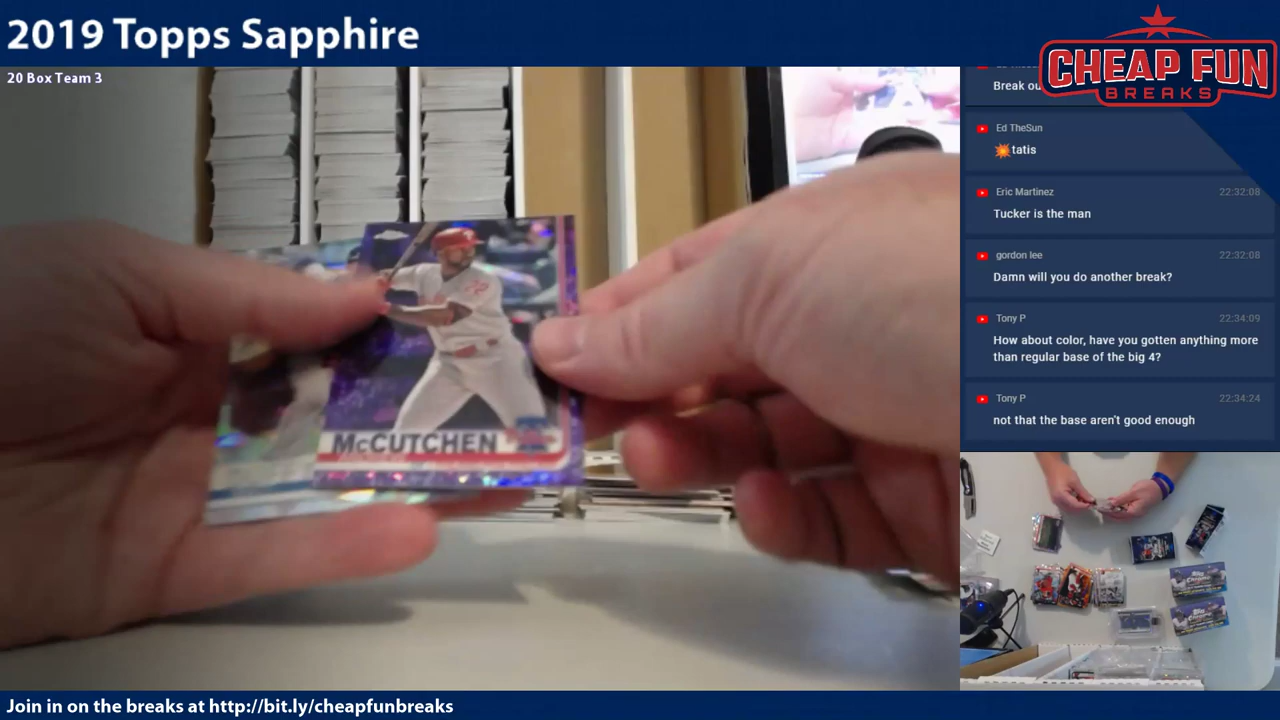 2019 Topps Sapphire
20 Box Team 3
CHEAP FUN
BREAKS
Break ou
Ed TheSun
tatis
Eric Martinez 22:32:08
Tucker is the man
gordon lee 22:32:08
Damn will you do another break?
Tony P 22:34:09
How about color, have you gotten anything more
than regular base of the big 4?
Tony P 22:34:24
not that the base aren't good enough
McCUTCHEN
Join in on the breaks at http://bit.ly/cheapfunbreaks